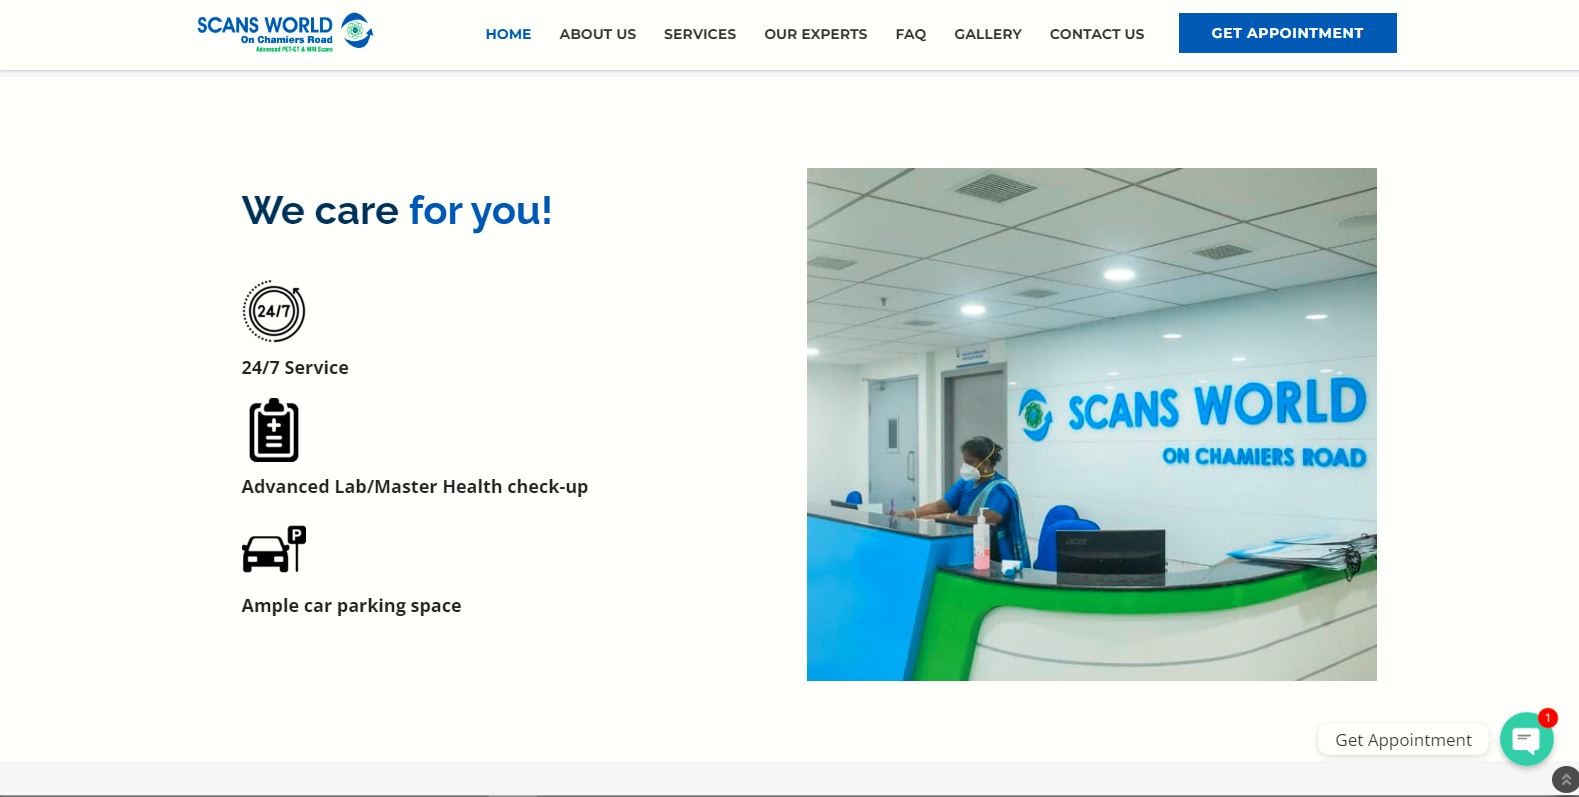 SCANS WORLD
On Chamiers Road
Advanced PET-CT & MRI Scans
HOME
ABOUT US
SERVICES
OUR EXPERTS
FAQ
GALLERY
CONTACT US
GET APPOINTMENT
We care for you!
24/7
24/7 Service
Advanced Lab/Master Health check-up
P
Ample car parking space
SCANS WORLD
ON CHAMIERS ROAD
acer
Get Appointment
1